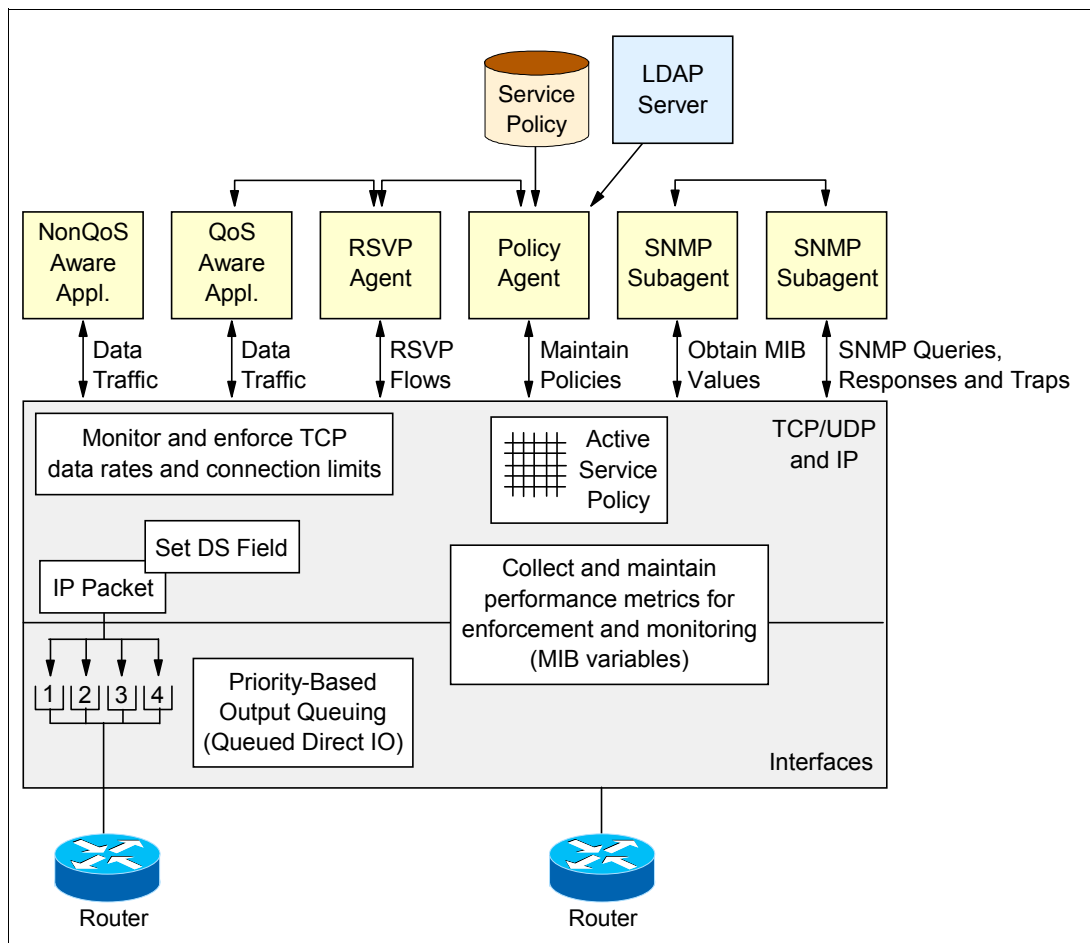 Service
Policy
LDAP
Server
NonQoS
Aware
Appl.
QoS
Aware
Appl.
RSVP
Agent
Policy
Agent
SNMP
Subagent
SNMP
Subagent
Data
Traffic
Data
Traffic
RSVP
Flows
Maintain
Policies
Obtain MIB
Values
SNMP Queries,
Responses and Traps
Monitor and enforce TCP
data rates and connection limits
Active
Service
Policy
TCP/UDP
and IP
Set DS Field
IP Packet
Collect and maintain
performance metrics for
enforcement and monitoring
(MIB variables)
1 2 3 4
Priority-Based
Output Queuing
(Queued Direct IO)
Interfaces
Router
Router